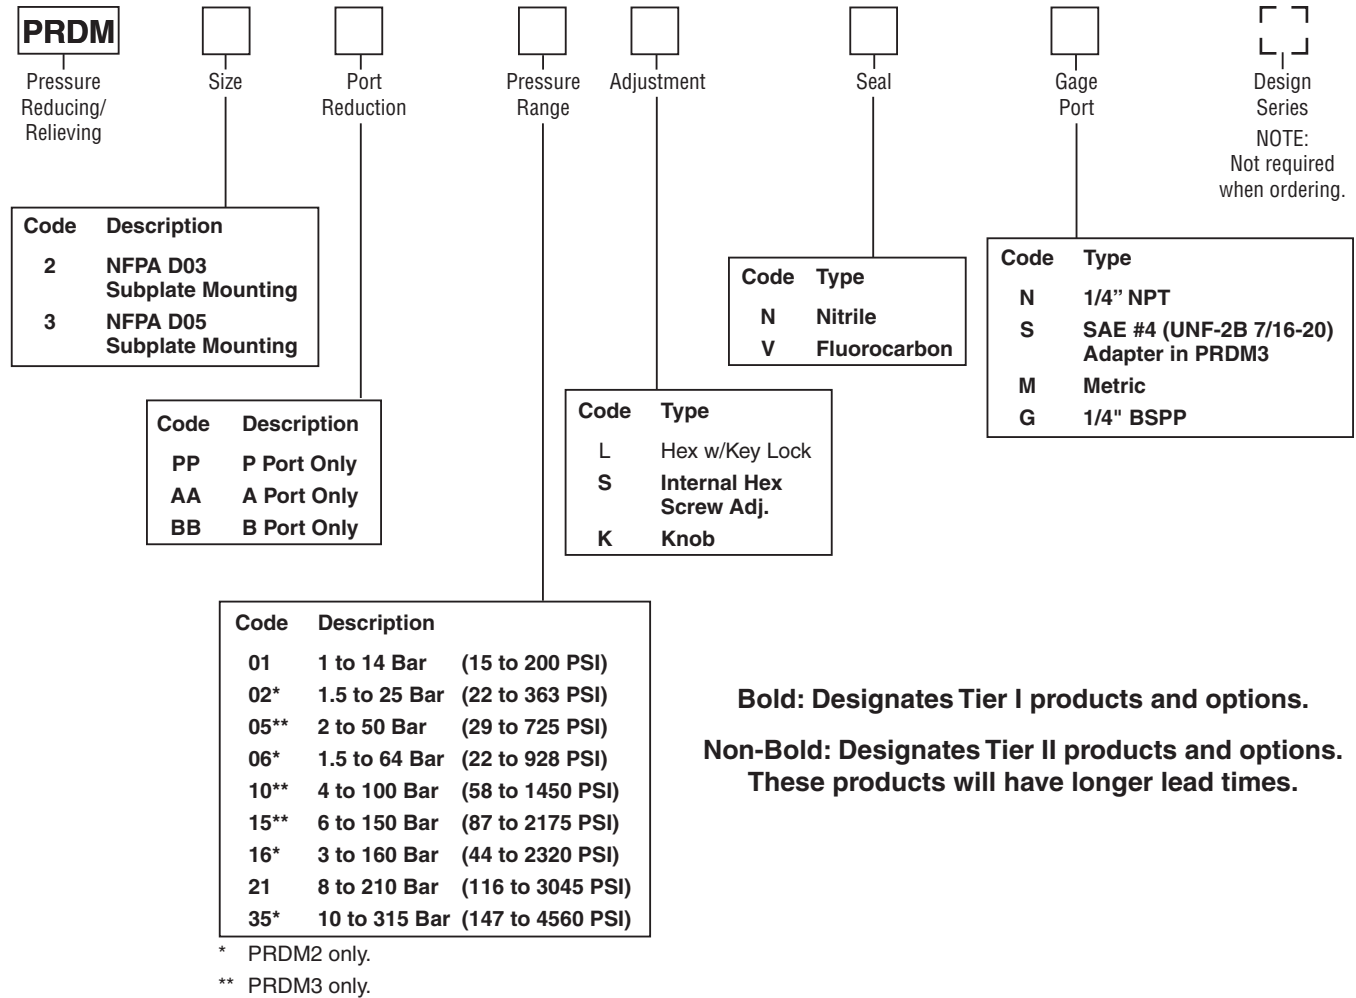 PRDM
Pressure
Reducing/
Relieving
Size
Port
Reduction
Pressure
Range
Adjustment
Seal
Gage
Port
Design
Series
NOTE:
Not required
when ordering.
Code Description
2 NFPA D03
Subplate Mounting
3 NFPA D05
Subplate Mounting
Code Description
PP P Port Only
AA A Port Only
BB B Port Only
Code Description
01 1 to 14 Bar (15 to 200 PSI)
02* 1.5 to 25 Bar (22 to 363 PSI)
05** 2 to 50 Bar (29 to 725 PSI)
06* 1.5 to 64 Bar (22 to 928 PSI)
10** 4 to 100 Bar (58 to 1450 PSI)
15** 6 to 150 Bar (87 to 2175 PSI)
16* 3 to 160 Bar (44 to 2320 PSI)
21 8 to 210 Bar (116 to 3045 PSI)
35* 10 to 315 Bar (147 to 4560 PSI)
* PRDM2 only.
** PRDM3 only.
Code Type
L Hex w/Key Lock
S Internal Hex
Screw Adj.
K Knob
Code Type
N Nitrile
V Fluorocarbon
Code Type
N 1/4” NPT
S SAE #4 (UNF-2B 7/16-20)
Adapter in PRDM3
M Metric
G 1/4" BSPP
Bold: Designates Tier I products and options.
Non-Bold: Designates Tier II products and options.
These products will have longer lead times.